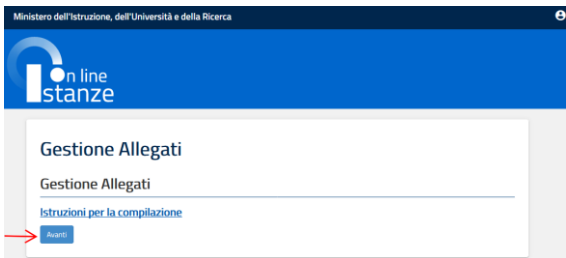 Ministero dell'Istruzione, dell'Università e della Ricerca
On line
Istanze
Gestione Allegati
Gestione Allegati
Istruzioni per la compilazione
Avanti